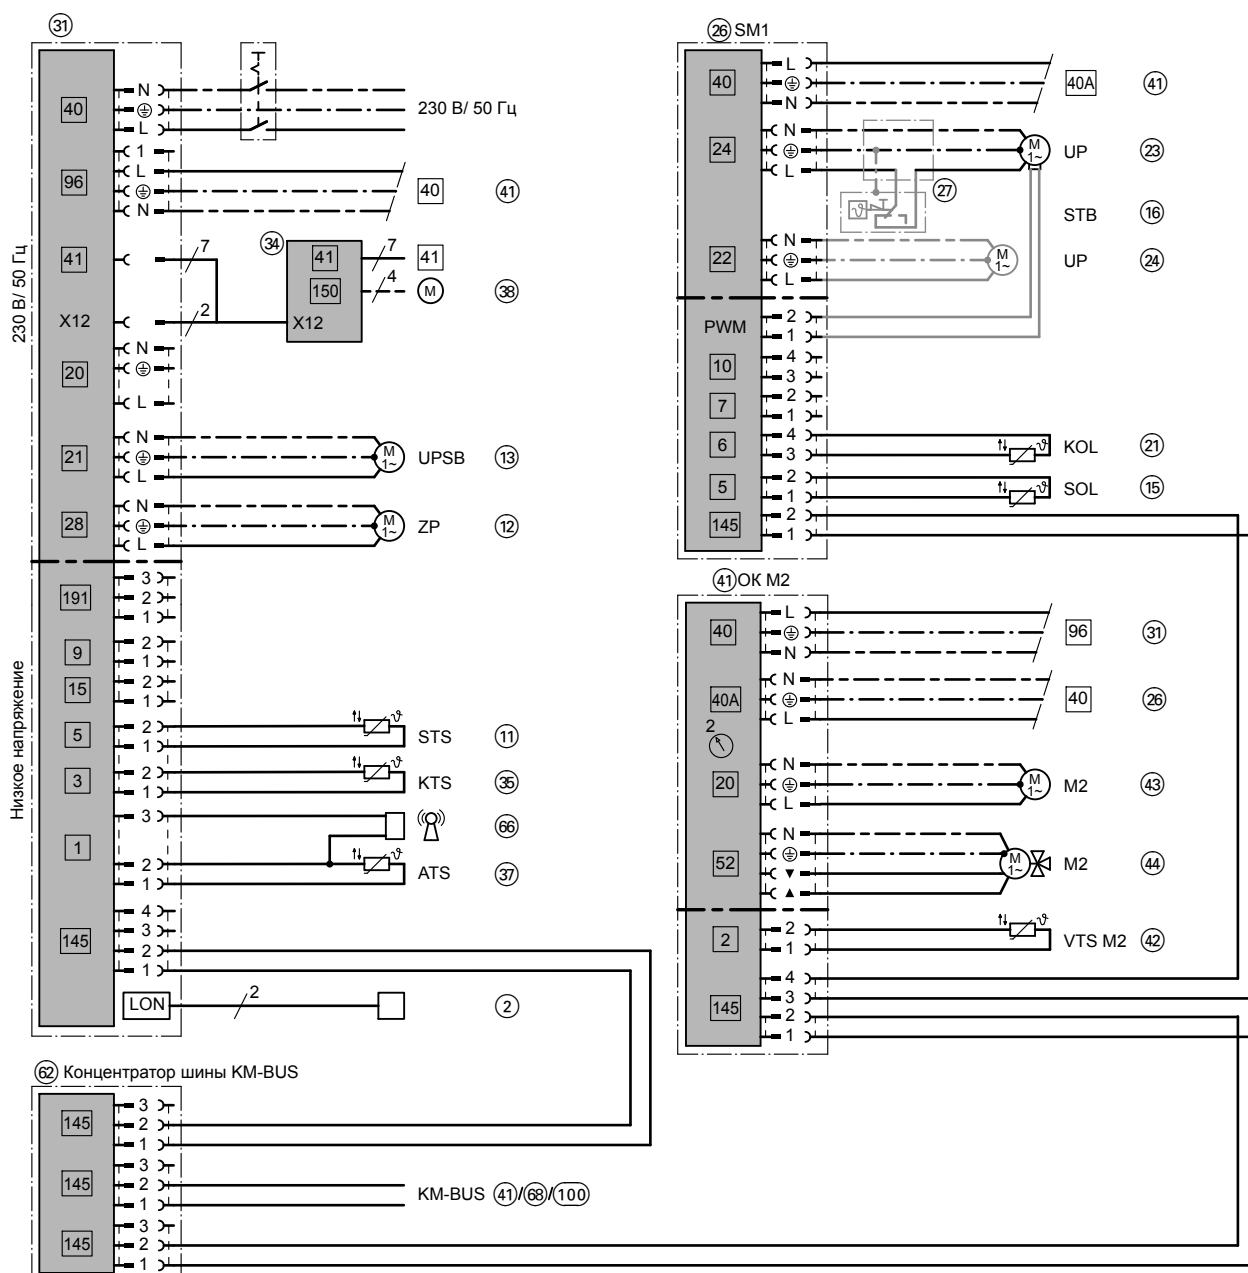 31
40
N
L
230 В/ 50 Гц
96
1
L
N
40
41
230 В/ 50 Гц
41
7
34
41
7
41
150
4
M
38
X12
2
X12
20
N
L
21
N
L
M
1~
UPSB
13
28
N
L
M
1~
ZP
12
Низкое напряжение
191
3
2
1
9
2
1
15
2
1
5
2
1
ϑ
STS
11
3
2
1
ϑ
KTS
35
1
3
66
2
1
ϑ
ATS
37
145
4
3
2
1
LON
2
2
62 Концентратор шины KM-BUS
145
3
2
1
145
3
2
1
KM-BUS 41/68/100
145
3
2
1
26 SM1
40
L
N
40A
41
24
N
L
M
1~
UP
23
27
ϑ
STB
16
22
N
L
M
1~
UP
24
PWM
2
1
10
4
3
7
2
1
6
4
3
ϑ
KOL
21
5
2
1
ϑ
SOL
15
145
2
1
41 ОК M2
40
L
N
96
31
40A
N
L
40
26
2
20
N
L
M
1~
M2
43
52
N
▼
▲
M
1~
M2
44
2
2
1
ϑ
VTS M2
42
145
4
3
2
1